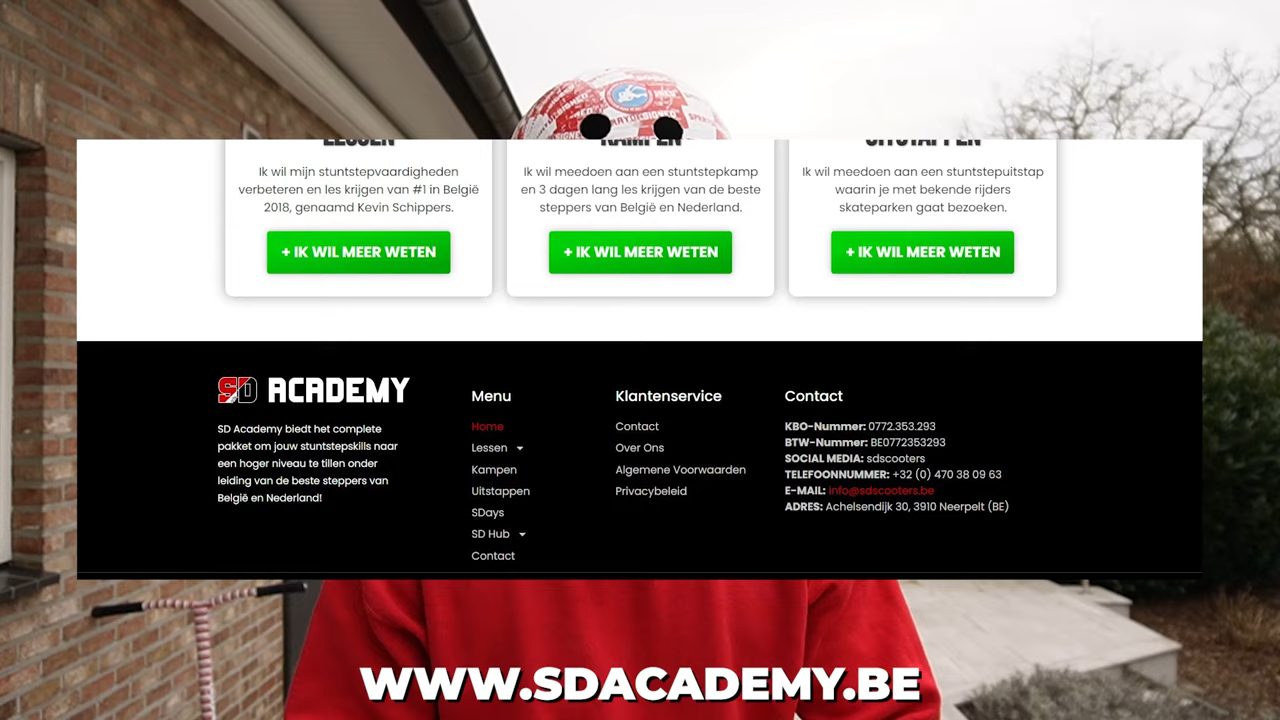 LESSEN
KAMPEN
UITSTAPPEN
Ik wil mijn stuntstepvaardigheden
verbeteren en les krijgen van #1 in België
2018, genaamd Kevin Schippers.
+ IK WIL MEER WETEN
Ik wil meedoen aan een stuntstepkamp
en 3 dagen lang les krijgen van de beste
steppers van België en Nederland.
+ IK WIL MEER WETEN
Ik wil meedoen aan een stuntstepuitstap
waarin je met bekende rijders
skateparken gaat bezoeken.
+ IK WIL MEER WETEN
SD ACADEMY
SD Academy biedt het complete
pakket om jouw stuntstepskills naar
een hoger niveau te tillen onder
leiding van de beste steppers van
België en Nederland!
Menu
Home
Lessen
Kampen
Uitstappen
SDays
SD Hub
Contact
Klantenservice
Contact
Over Ons
Algemene Voorwaarden
Privacybeleid
Contact
KBO-Nummer: 0772.353.293
BTW-Nummer: BE0772353293
SOCIAL MEDIA: sdscooters
TELEFOONNUMMER: +32 (0) 470 38 09 63
E-MAIL: info@sdscooters.be
ADRES: Achelsendijk 30, 3910 Neerpelt (BE)
WWW.SDACADEMY.BE